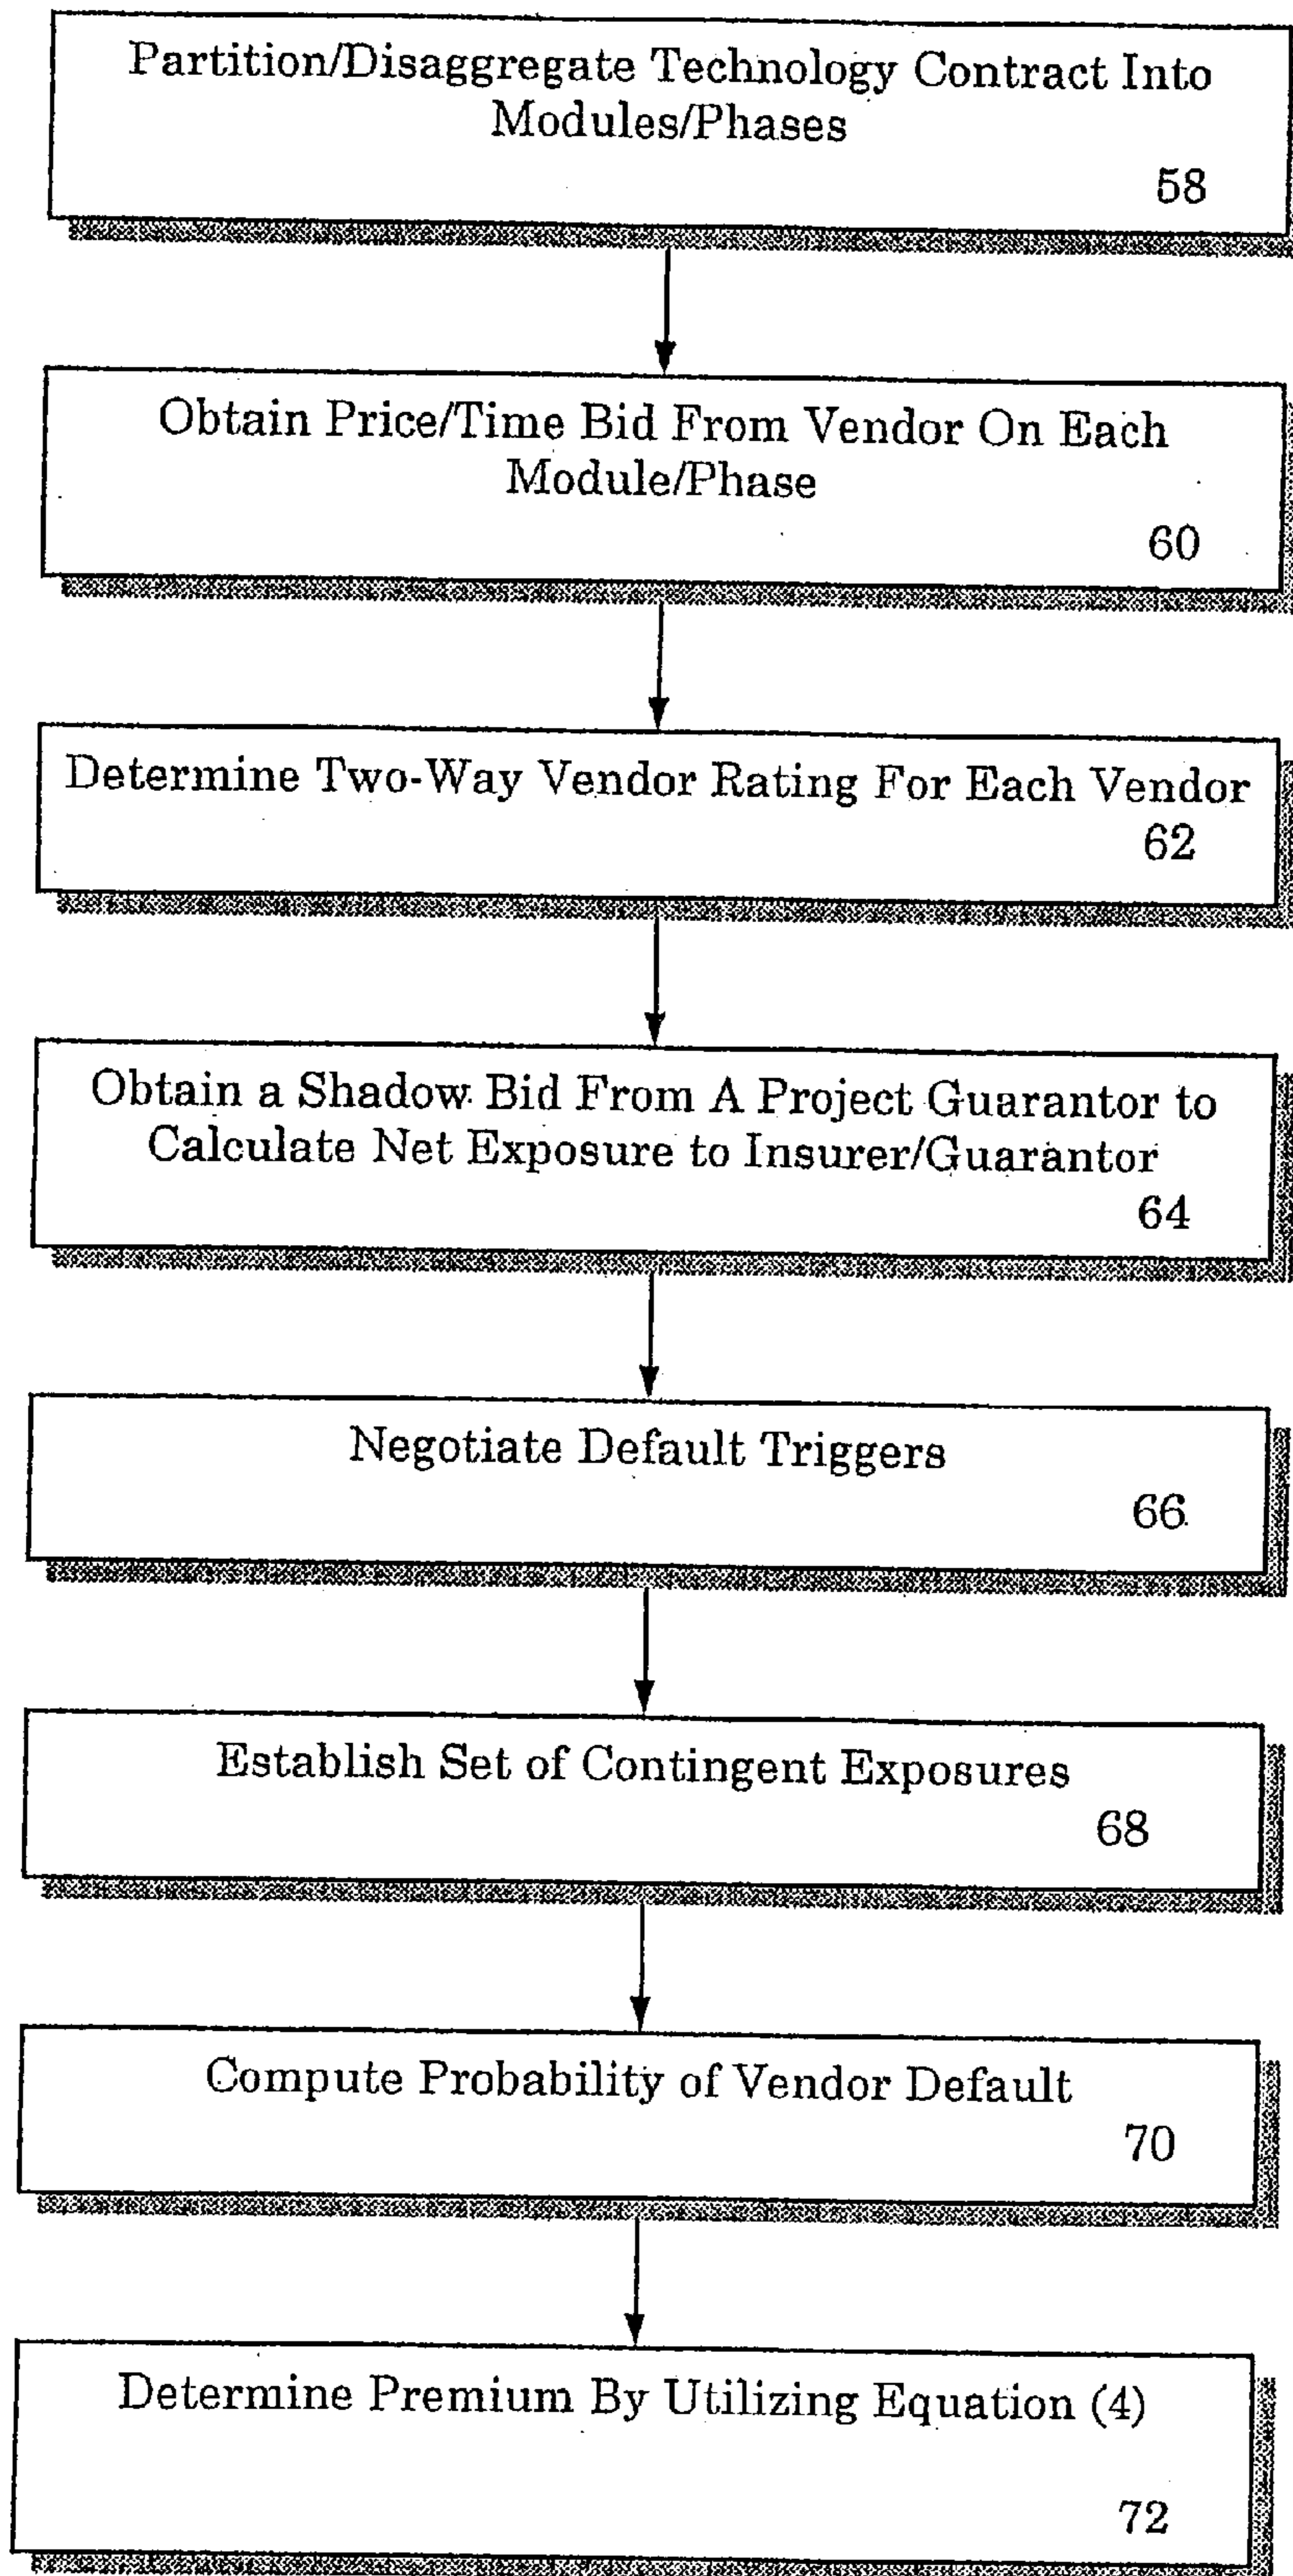 Partition/Disaggregate Technology Contract Into
Modules/Phases
58
Obtain Price/Time Bid From Vendor On Each
Module/Phase
60
Determine Two-Way Vendor Rating For Each Vendor
62
Obtain a Shadow Bid From A Project Guarantor to
Calculate Net Exposure to Insurer/Guarantor
64
Negotiate Default Triggers
66
Establish Set of Contingent Exposures
68
Compute Probability of Vendor Default
70
Determine Premium By Utilizing Equation (4)
72